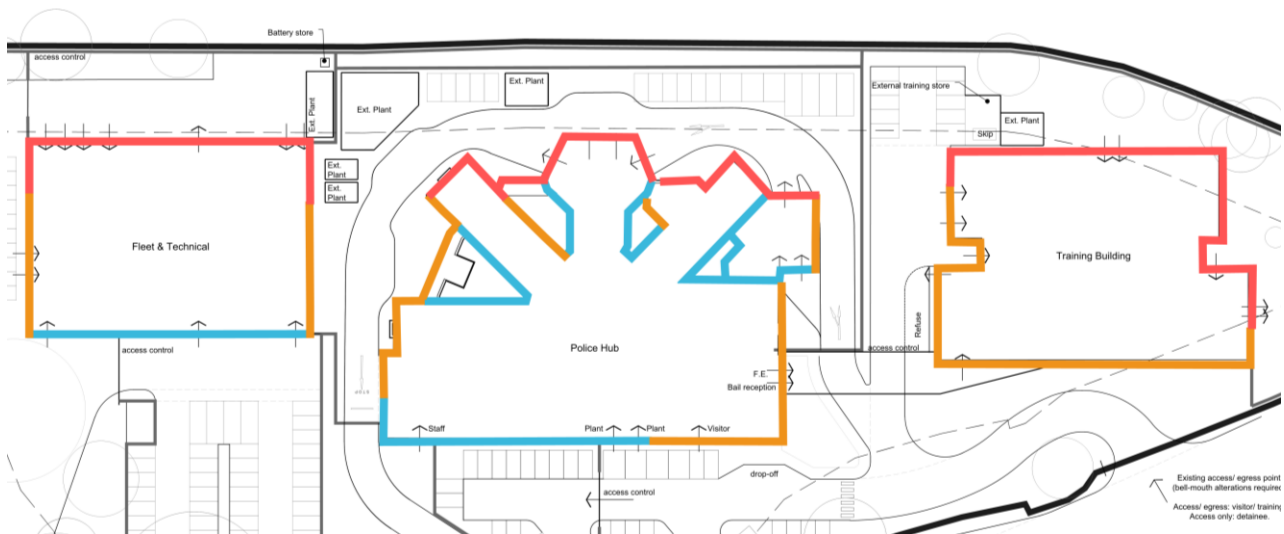 Battery store
access control
Ext. Plant
Ext. Plant
Ext. Plant
External training store
Ext. Plant
Skip
Ext.
Plant
Ext.
Plant
Fleet & Technical
Training Building
Refuse
Police Hub
access control
access control
F.E.
Bail reception
Staff
Plant
Plant
Visitor
drop-off
access control
Existing access/ egress point
(bell-mouth alterations required
Access/ egress: visitor/ training
Access only: detainee.